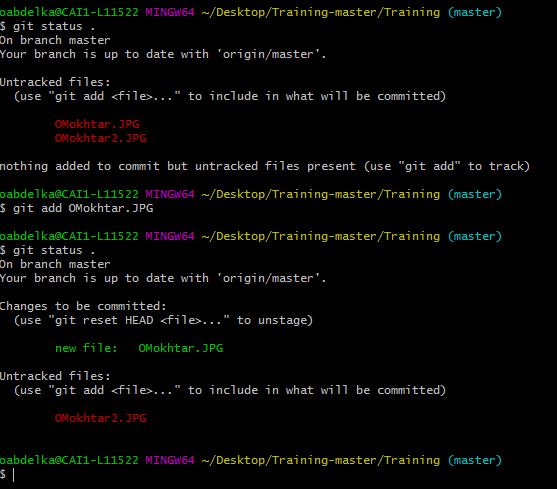 oabdelka@CAI1-L11522 MINGW64 ~/Desktop/Training-master/Training (master)
$ git status .
On branch master
Your branch is up to date with 'origin/master'.
Untracked files:
(use "git add <file>..." to include in what will be committed)
OMokhtar.JPG
OMokhtar2.JPG
nothing added to commit but untracked files present (use "git add" to track)
oabdelka@CAI1-L11522 MINGW64 ~/Desktop/Training-master/Training (master)
$ git add OMokhtar.JPG
oabdelka@CAI1-L11522 MINGW64 ~/Desktop/Training-master/Training (master)
$ git status .
On branch master
Your branch is up to date with 'origin/master'.
Changes to be committed:
(use "git reset HEAD <file>..." to unstage)
new file:   OMokhtar.JPG
Untracked files:
(use "git add <file>..." to include in what will be committed)
OMokhtar2.JPG
oabdelka@CAI1-L11522 MINGW64 ~/Desktop/Training-master/Training (master)
$